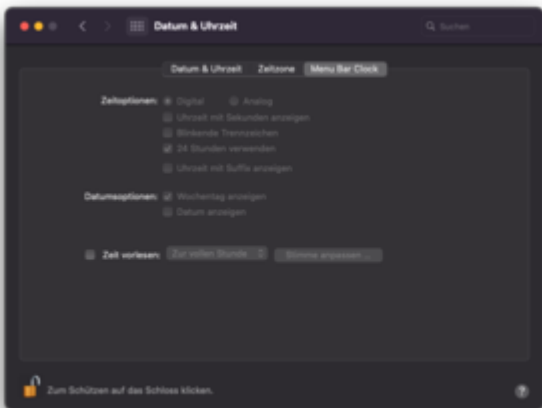 Datum & Uhrzeit
Suchen
Datum & Uhrzeit Zeitzone Menu Bar Clock
Zeitoptionen: Digital Analog
Uhrzeit mit Sekunden anzeigen
Blinkende Trennzeichen
24 Stunden verwenden
Uhrzeit mit Suffix anzeigen
Datumsoptionen: Wochentag anzeigen
Datum anzeigen
Zeit vorlesen: Zur vollen Stunde Stimme anpassen ...
Zum Schützen auf das Schloss klicken.
?